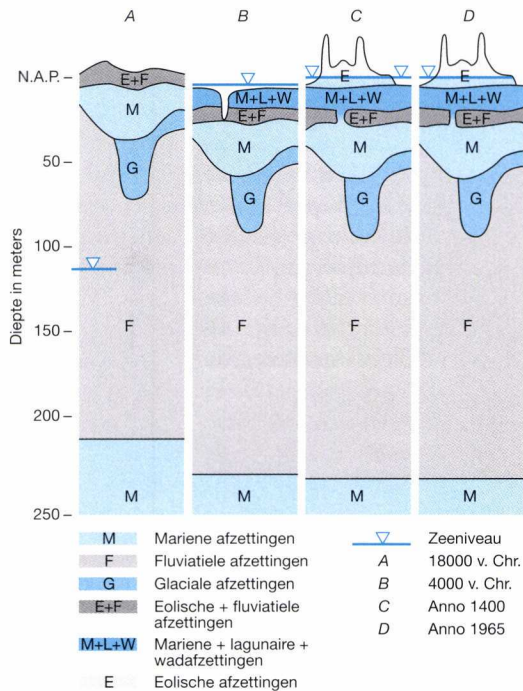 A B C D
N.A.P.
E+F
M
G
F
M
M+L+W
E+F
M
G
F
M
E
M+L+W
E+F
M
G
F
M
E
M+L+W
E+F
M
G
F
M
Diepte in meters
50
100
150
200
250
M Mariene afzettingen
F Fluviatiele afzettingen
G Glaciale afzettingen
E+F Eolische + fluviatiele
afzettingen
M+L+W Mariene + lagunaire +
wadafzettingen
E Eolische afzettingen
Zeeniveau
A 18000 v. Chr.
B 4000 v. Chr.
C Anno 1400
D Anno 1965